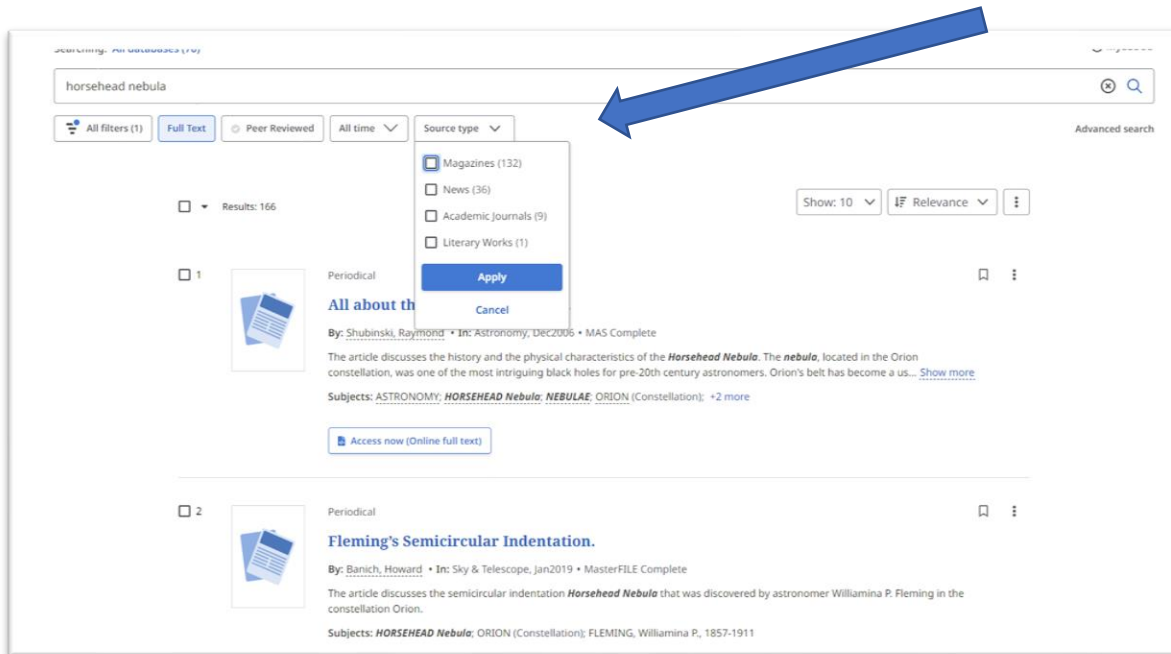 Searching: All databases (70)
horsehead nebula
All filters (1) Full Text Peer Reviewed All time Source type
Advanced search
Magazines (132)
News (36)
Academic Journals (9)
Literary Works (1)
Apply
Cancel
Results: 166
Show: 10 Relevance
1
Periodical
All about th
By: Shubinski, Raymond • In: Astronomy, Dec2006 • MAS Complete
The article discusses the history and the physical characteristics of the Horsehead Nebula. The nebula, located in the Orion
constellation, was one of the most intriguing black holes for pre-20th century astronomers. Orion's belt has become a us... Show more
Subjects: ASTRONOMY; HORSEHEAD Nebula; NEBULAE; ORION (Constellation); +2 more
Access now (Online full text)
2
Periodical
Fleming's Semicircular Indentation.
By: Banich, Howard • In: Sky & Telescope, Jan2019 • MasterFILE Complete
The article discusses the semicircular indentation Horsehead Nebula that was discovered by astronomer Williamina P. Fleming in the
constellation Orion.
Subjects: HORSEHEAD Nebula; ORION (Constellation); FLEMING, Williamina P., 1857-1911